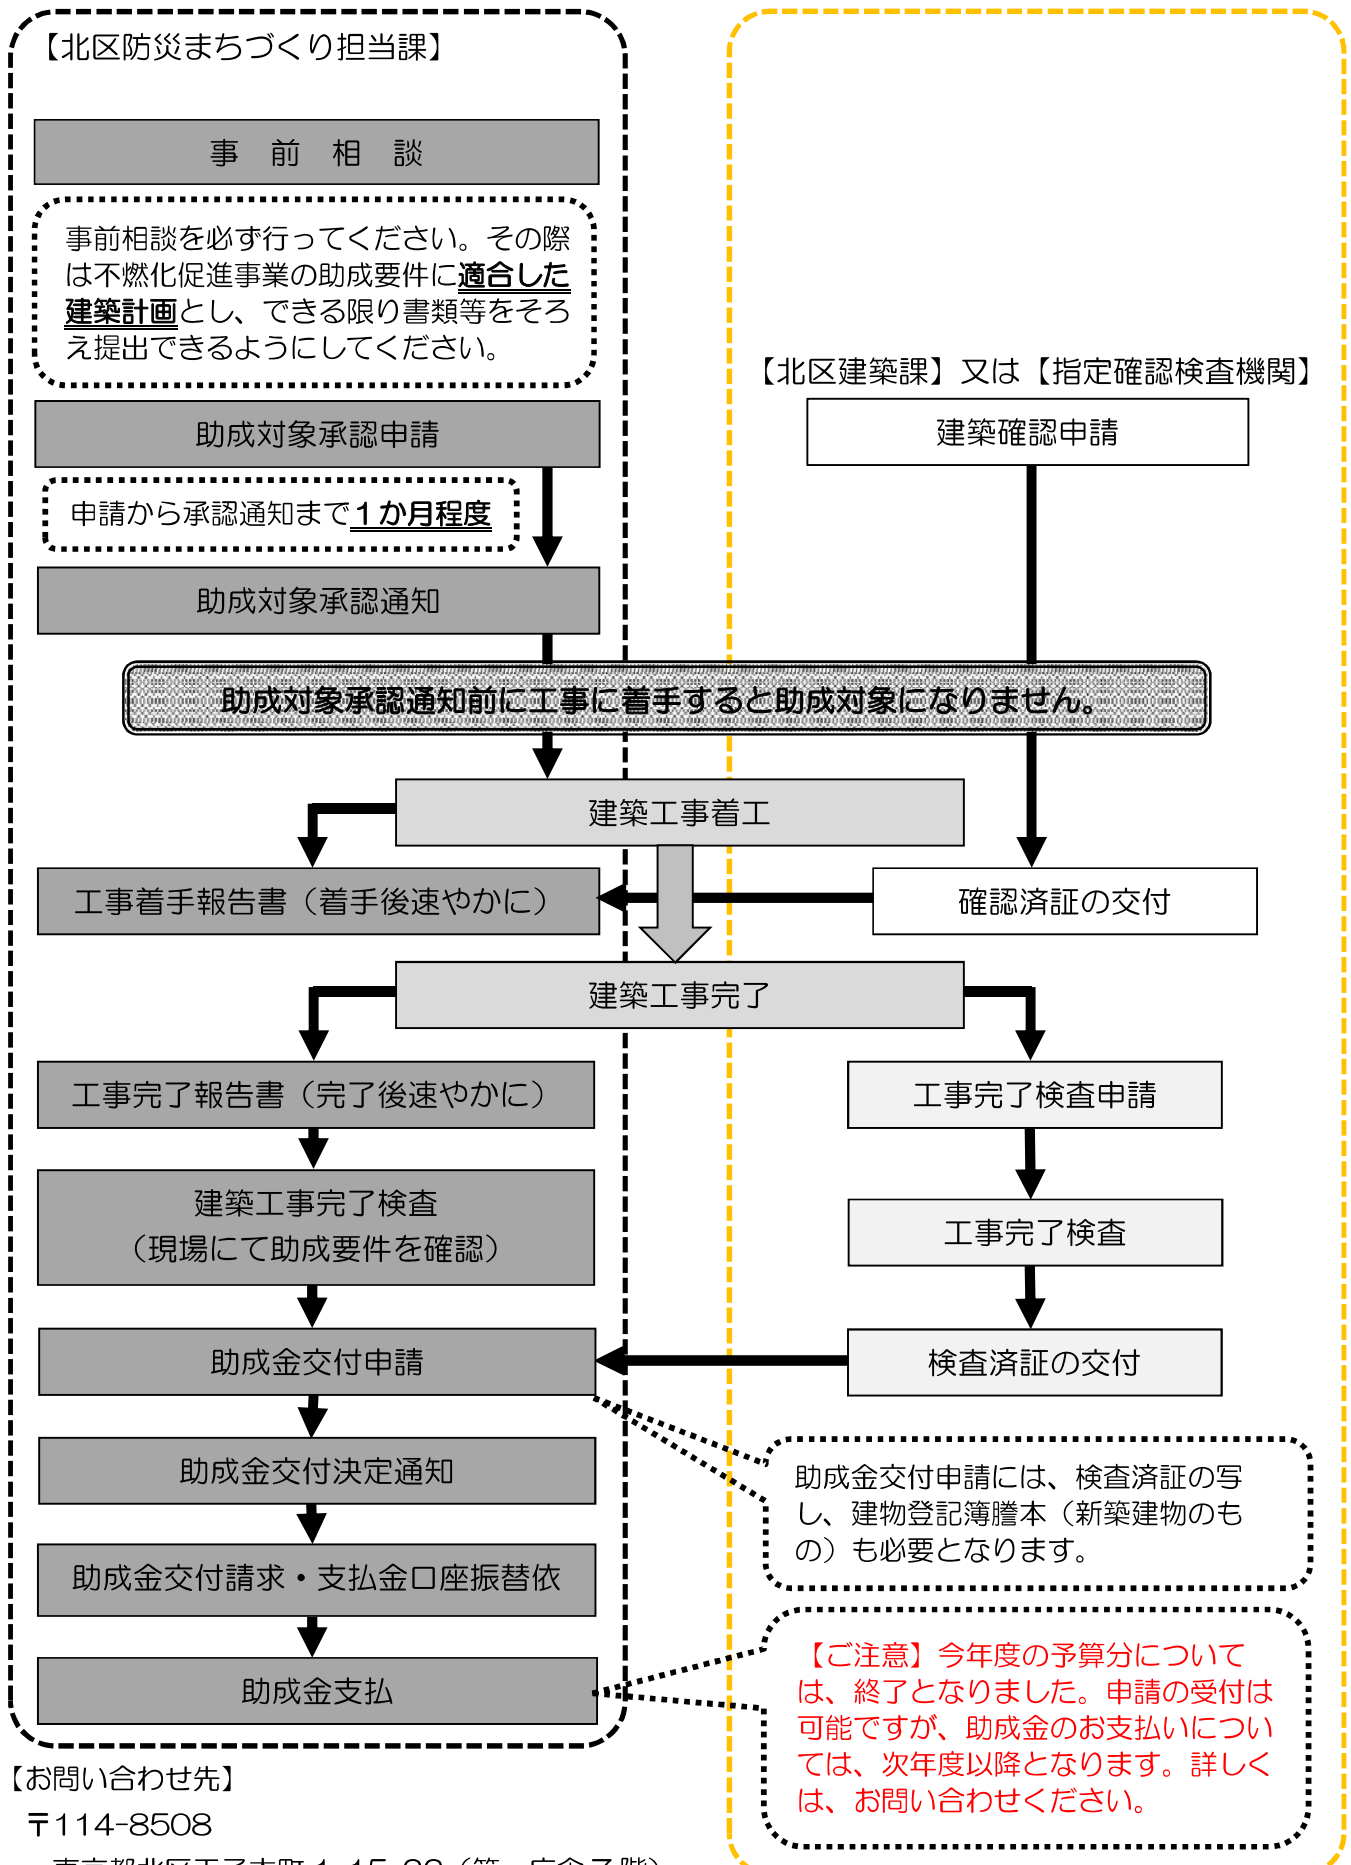 【北区防災まちづくり担当課】
事　前　相　談
事前相談を必ず行ってください。その際
は不燃化促進事業の助成要件に適合した
建築計画とし、できる限り書類等をそろ
え提出できるようにしてください。
【北区建築課】又は【指定確認検査機関】
助成対象承認申請
建築確認申請
申請から承認通知まで１か月程度
助成対象承認通知
助成対象承認通知前に工事に着手すると助成対象になりません。
建築工事着工
工事着手報告書（着手後速やかに）
確認済証の交付
建築工事完了
工事完了報告書（完了後速やかに）
工事完了検査申請
建築工事完了検査
（現場にて助成要件を確認）
工事完了検査
助成金交付申請
検査済証の交付
助成金交付決定通知
助成金交付申請には、検査済証の写
し、建物登記簿謄本（新築建物のも
の）も必要となります。
助成金交付請求・支払金口座振替依
助成金支払
【ご注意】今年度の予算分について
は、終了となりました。申請の受付は
可能ですが、助成金のお支払いについ
ては、次年度以降となります。詳しく
は、お問い合わせください。
【お問い合わせ先】
〒114-8508
東京都北区王子本町 1-15-22（第一庁舎7階）